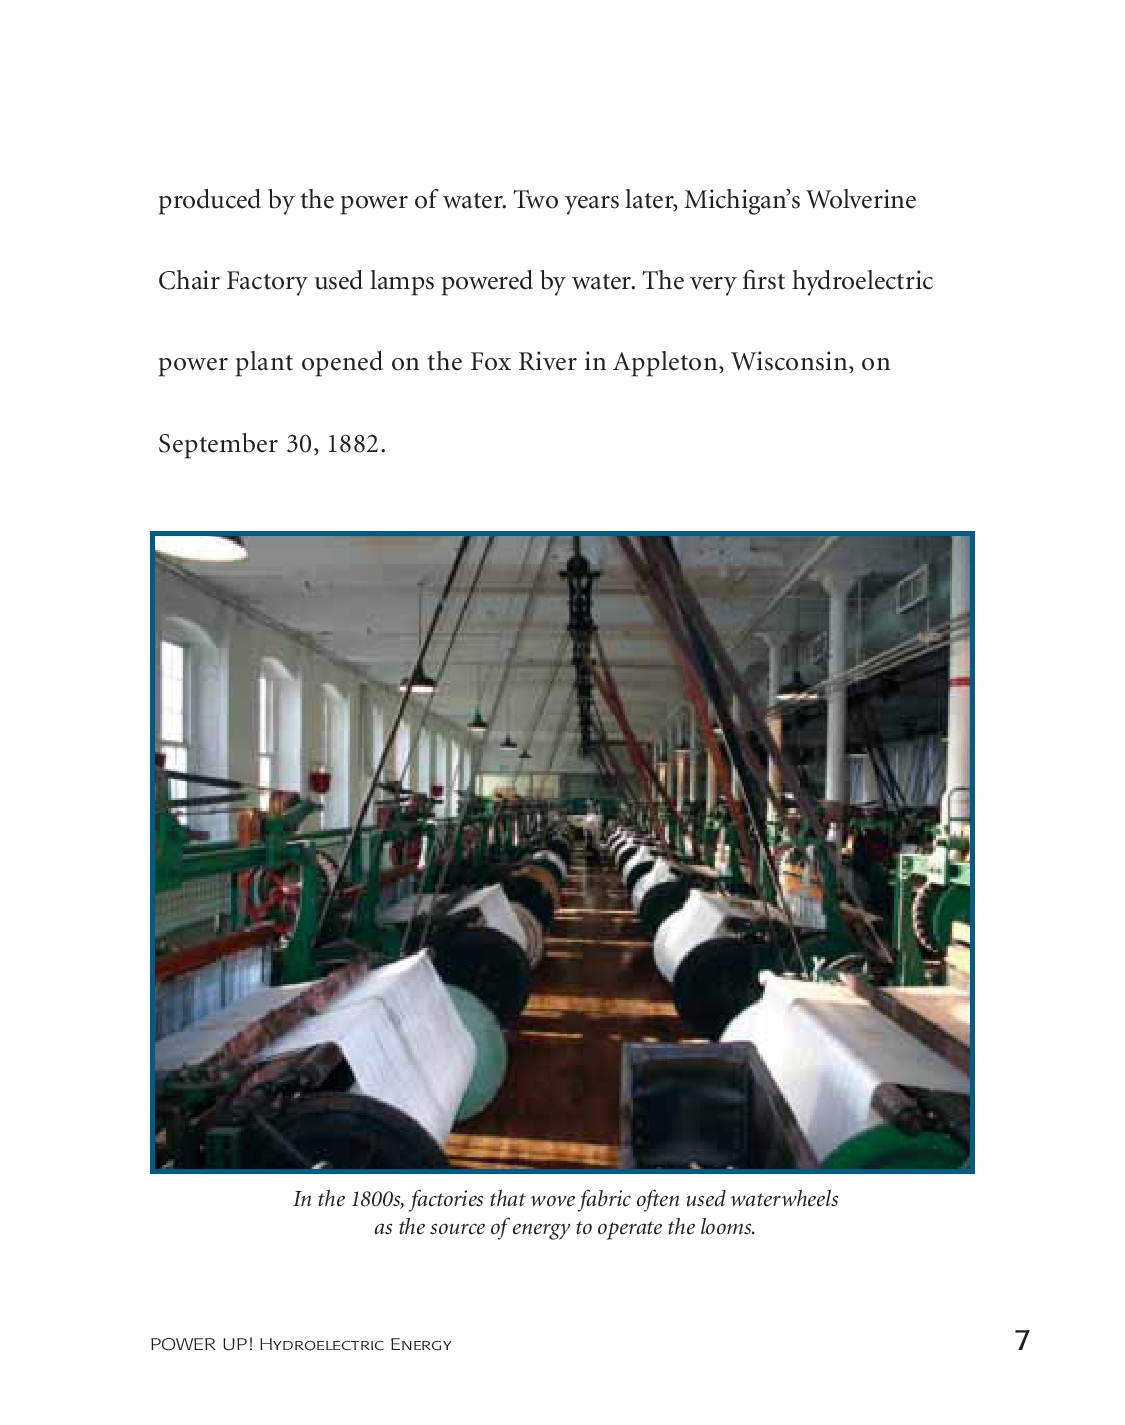 produced by the power of water. Two years later, Michigan’s Wolverine
Chair Factory used lamps powered by water. The very first hydroelectric
power plant opened on the Fox River in Appleton, Wisconsin, on
September 30, 1882.
In the 1800s, factories that wove fabric often used waterwheels
as the source of energy to operate the looms.
POWER UP! Hydroelectric Energy
7